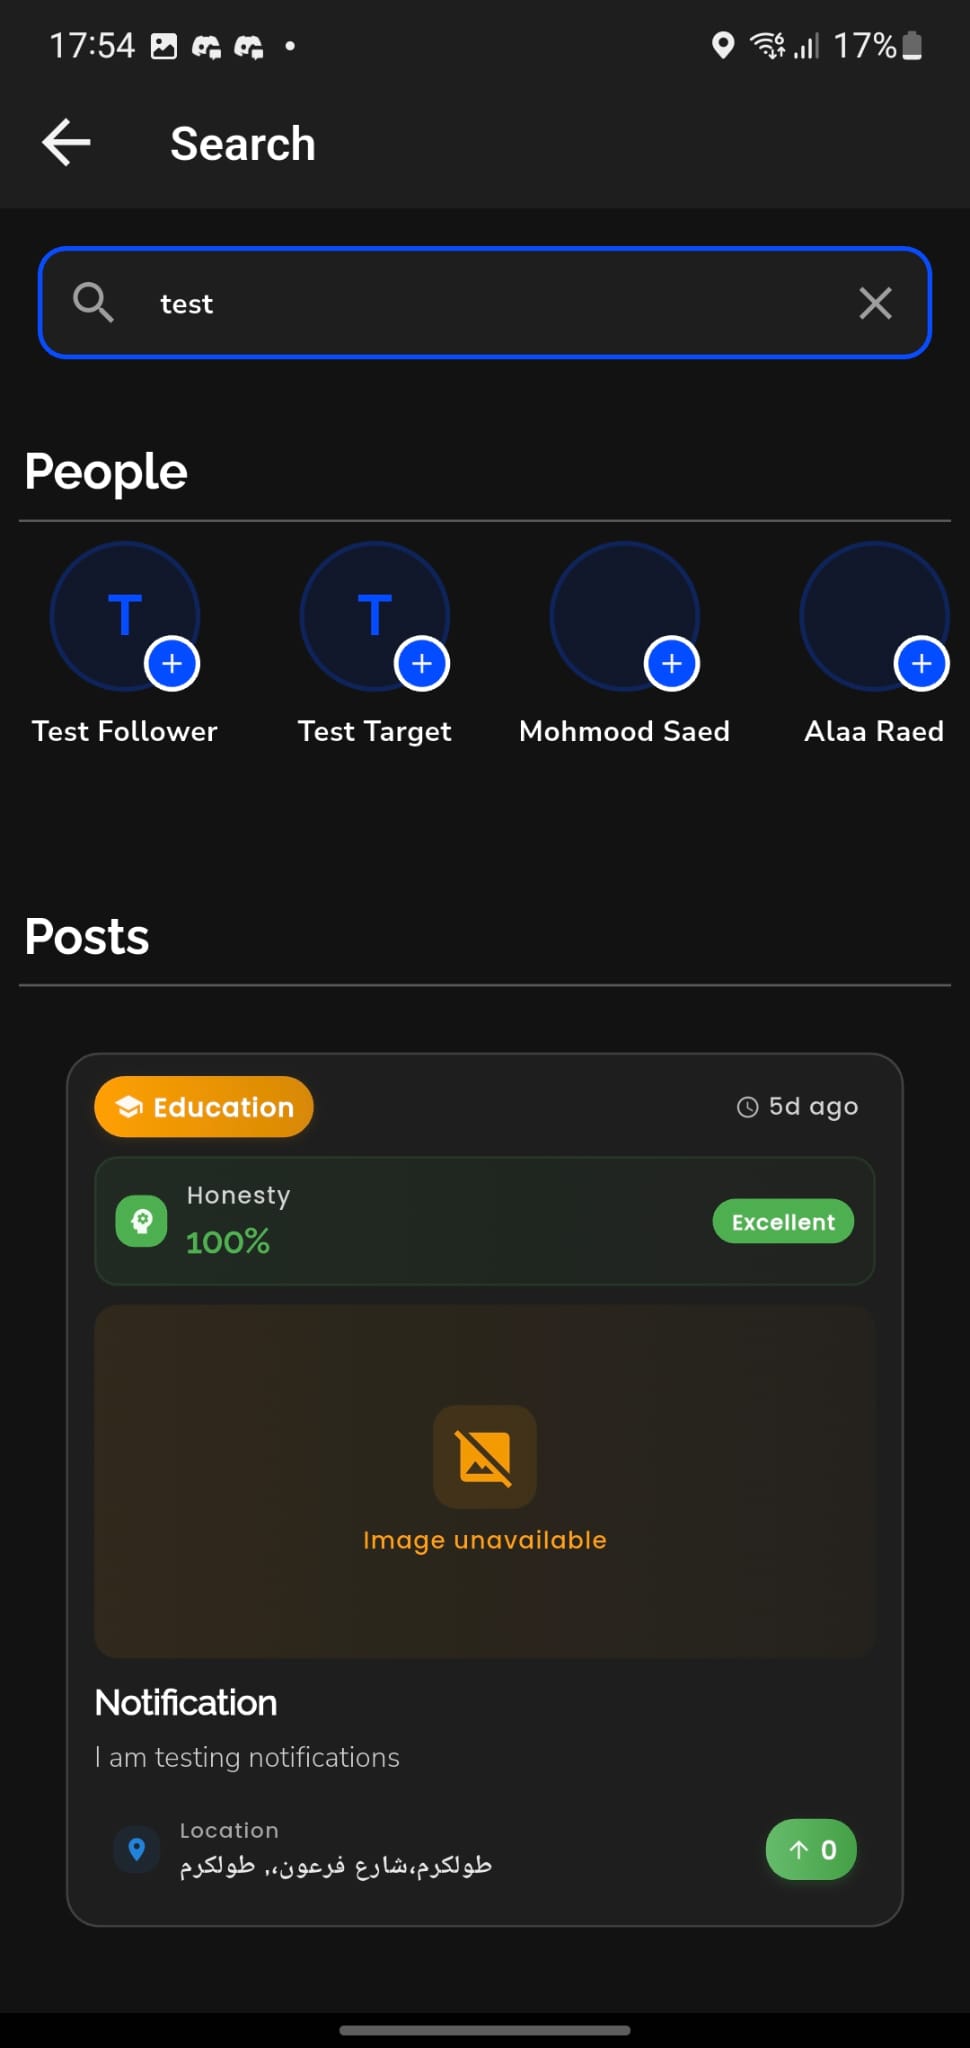 17:54 17%
Search
test
People
T T
Test Follower Test Target Mohmood Saed Alaa Raed
Posts
Education 5d ago
Honesty
100%
Excellent
Image unavailable
Notification
I am testing notifications
Location
طولكرم،شارع فرعون،, طولكرم
0